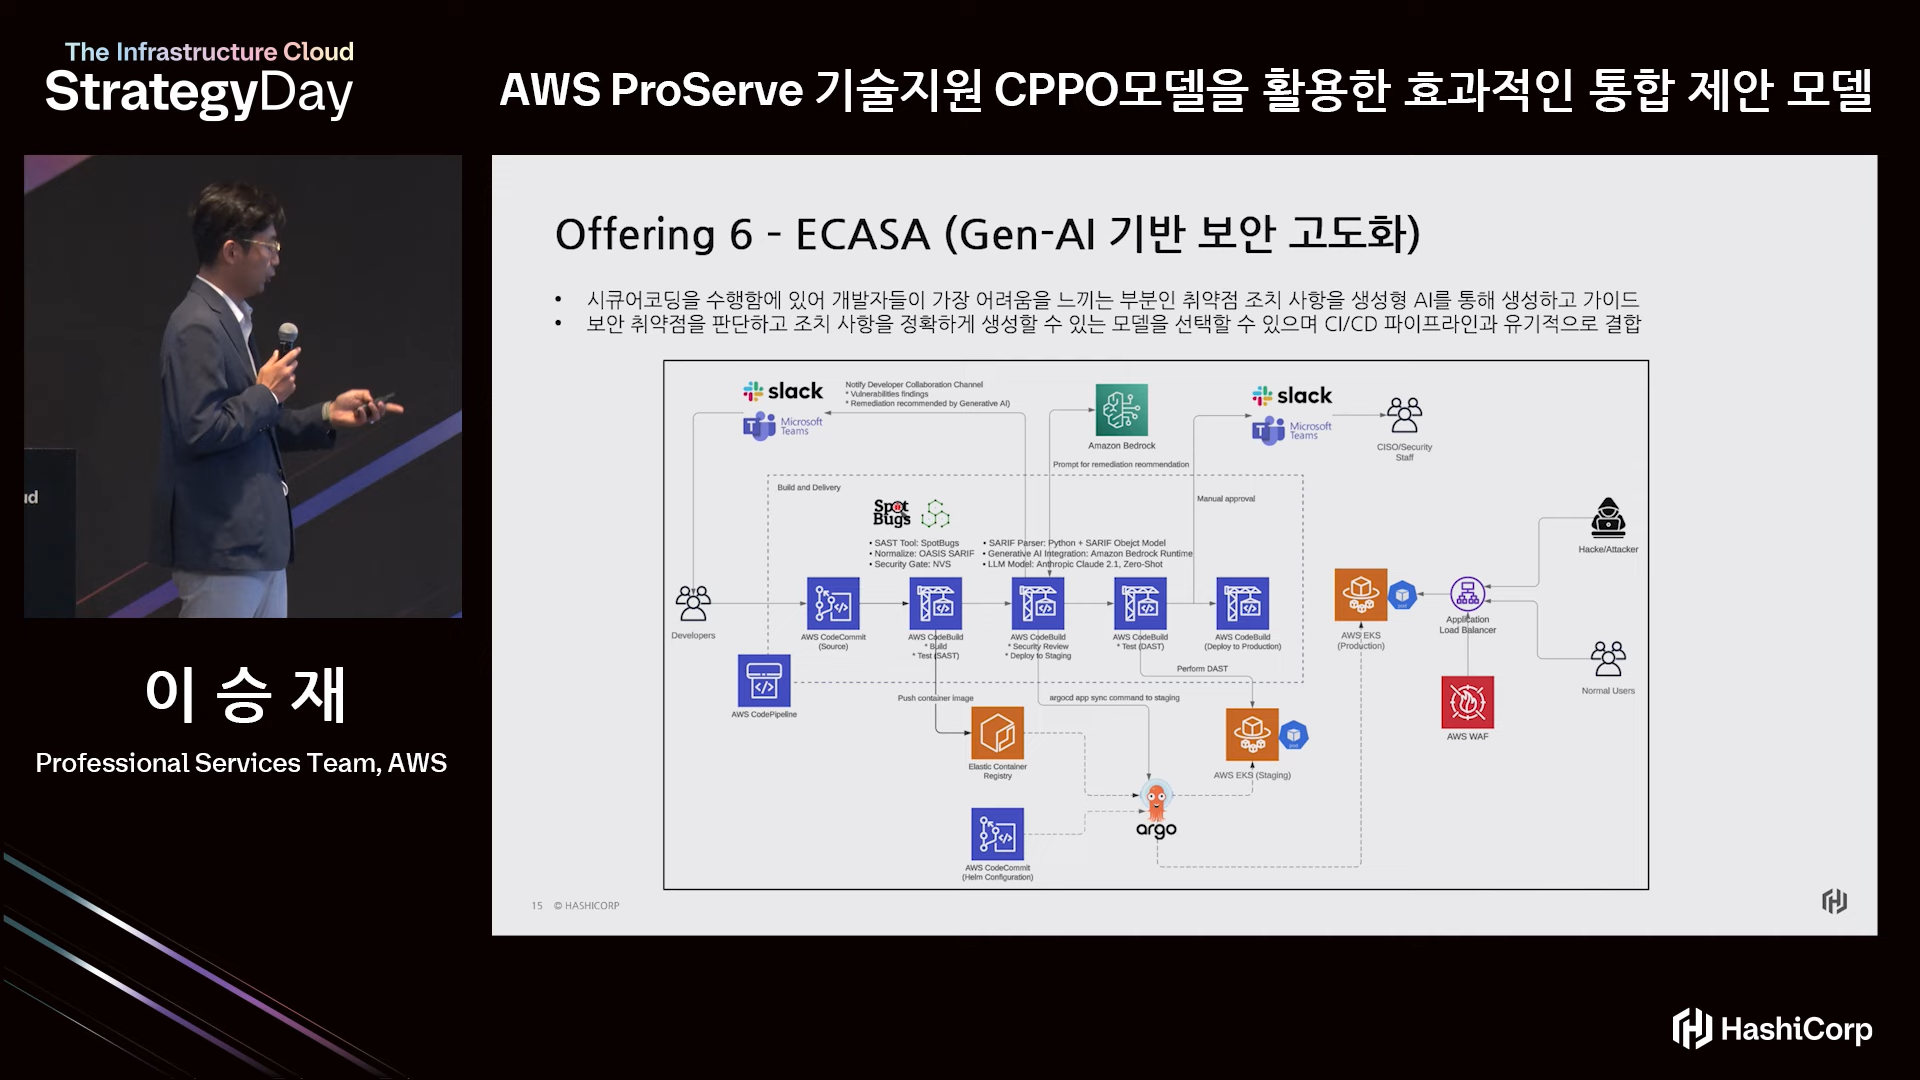 The Infrastructure Cloud
StrategyDay
AWS ProServe 기술지원 CPPO모델을 활용한 효과적인 통합 제안 모델
ud
이 승 재
Professional Services Team, AWS
Offering 6 - ECASA (Gen-AI 기반 보안 고도화)
• 시큐어코딩을 수행함에 있어 개발자들이 가장 어려움을 느끼는 부분인 취약점 조치 사항을 생성형 AI를 통해 생성하고 가이드
• 보안 취약점을 판단하고 조치 사항을 정확하게 생성할 수 있는 모델을 선택할 수 있으며 CI/CD 파이프라인과 유기적으로 결합
slack
Microsoft
Teams
Notify Developer Collaboration Channel
* Vulnerabilities findings
* Remediation recommended by Generative AI)
Amazon Bedrock
Prompt for remediation reommendation
slack
Microsoft
Teams
CISO/Security
Staff
Build and Delivery
Manual approval
Spot
Bugs
• SAST Tool: SpotBugs
• Normalize: OASIS SARIF
• Security Gate: NVS
• SARIF Parser: Python + SARIF Obejct Model
• Generative AI Integration: Amazon Bedrock Runtime
• LLM Model: Anthropic Claude 2.1, Zero-Shot
Hacke/Attacker
Developers
AWS CodeCommit
(Source)
AWS CodeBuild
* Build
* Test (SAST)
AWS CodeBuild
* Security Review
* Deploy to Staging
AWS CodeBuild
* Test (DAST)
AWS CodeBuild
(Deploy to Production)
AWS EKS
(Production)
pod
Application
Load Balancer
Normal Users
AWS CodePipeline
Perform DAST
Push container image
argocd app sync command to staging
AWS WAF
Elastic Container
Registry
AWS EKS (Staging)
pod
argo
AWS CodeCommit
(Helm Configuration)
15 © HASHICORP
HashiCorp